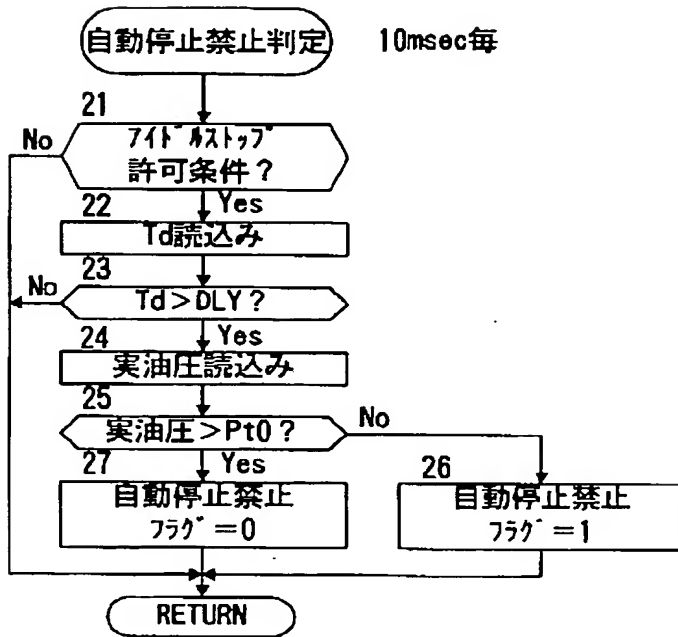 自動停止禁止判定
10msec毎
21
No
ｱｲﾄﾞﾙｽﾄｯﾌﾟ
許可条件？
22
Yes
Td読込み
23
No
Td＞DLY？
24
Yes
実油圧読込み
25
実油圧＞Pt0？
No
27
Yes
26
自動停止禁止
ﾌﾗｸﾞ＝0
自動停止禁止
ﾌﾗｸﾞ＝1
RETURN